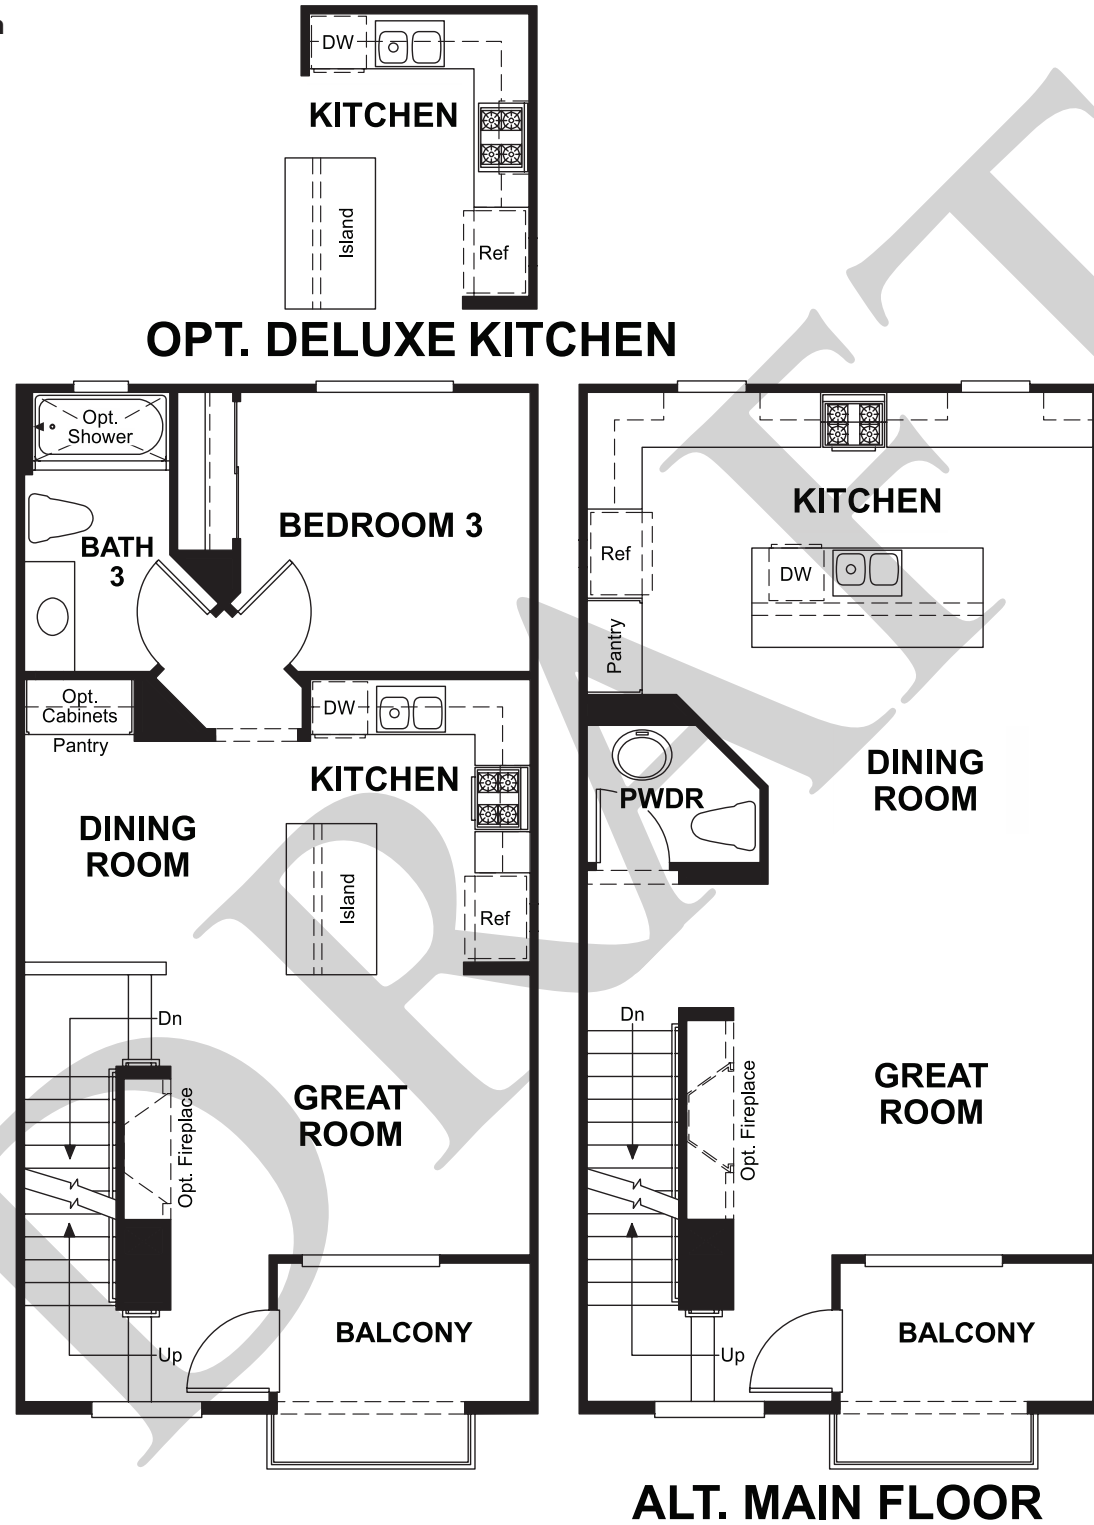 DW
KITCHEN
Island
Ref
OPT. DELUXE KITCHEN
Opt.
Shower
BATH
3
BEDROOM 3
Opt.
Cabinets
Pantry
DW
KITCHEN
DINING
ROOM
Island
Ref
Dn
Opt. Fireplace
GREAT
ROOM
Up
BALCONY
KITCHEN
Ref
DW
Pantry
PWDR
DINING
ROOM
Dn
Opt. Fireplace
GREAT
ROOM
Up
BALCONY
ALT. MAIN FLOOR
DRAFT